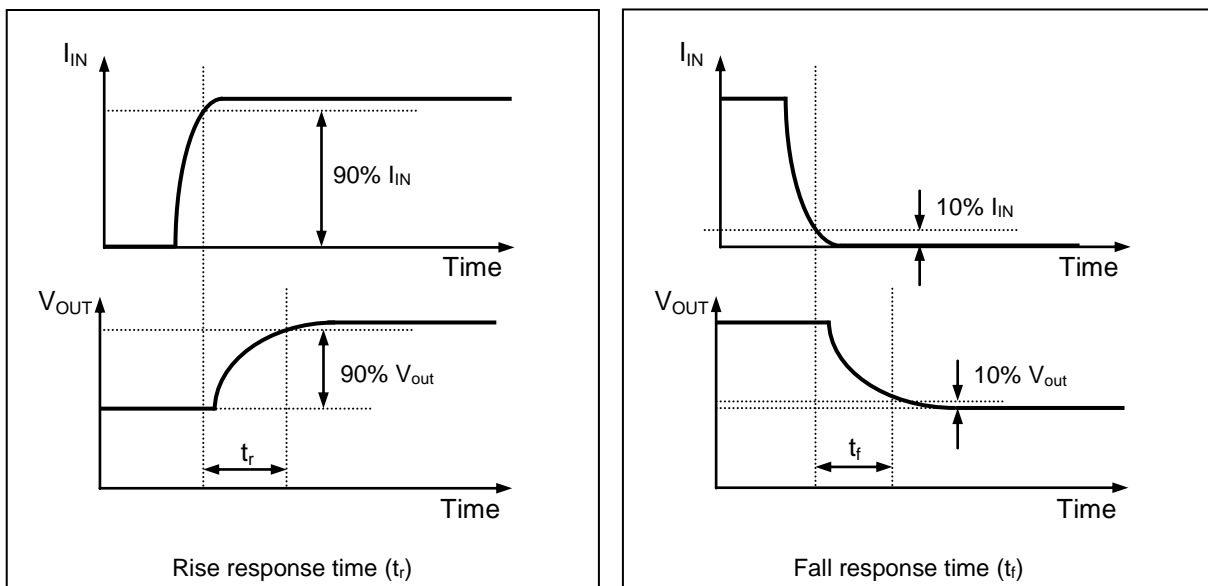 I_IN
90% I_IN
Time
V_OUT
90% V_out
t_r
Time
Rise response time (t_r)
I_IN
10% I_IN
Time
V_OUT
10% V_out
t_f
Time
Fall response time (t_f)